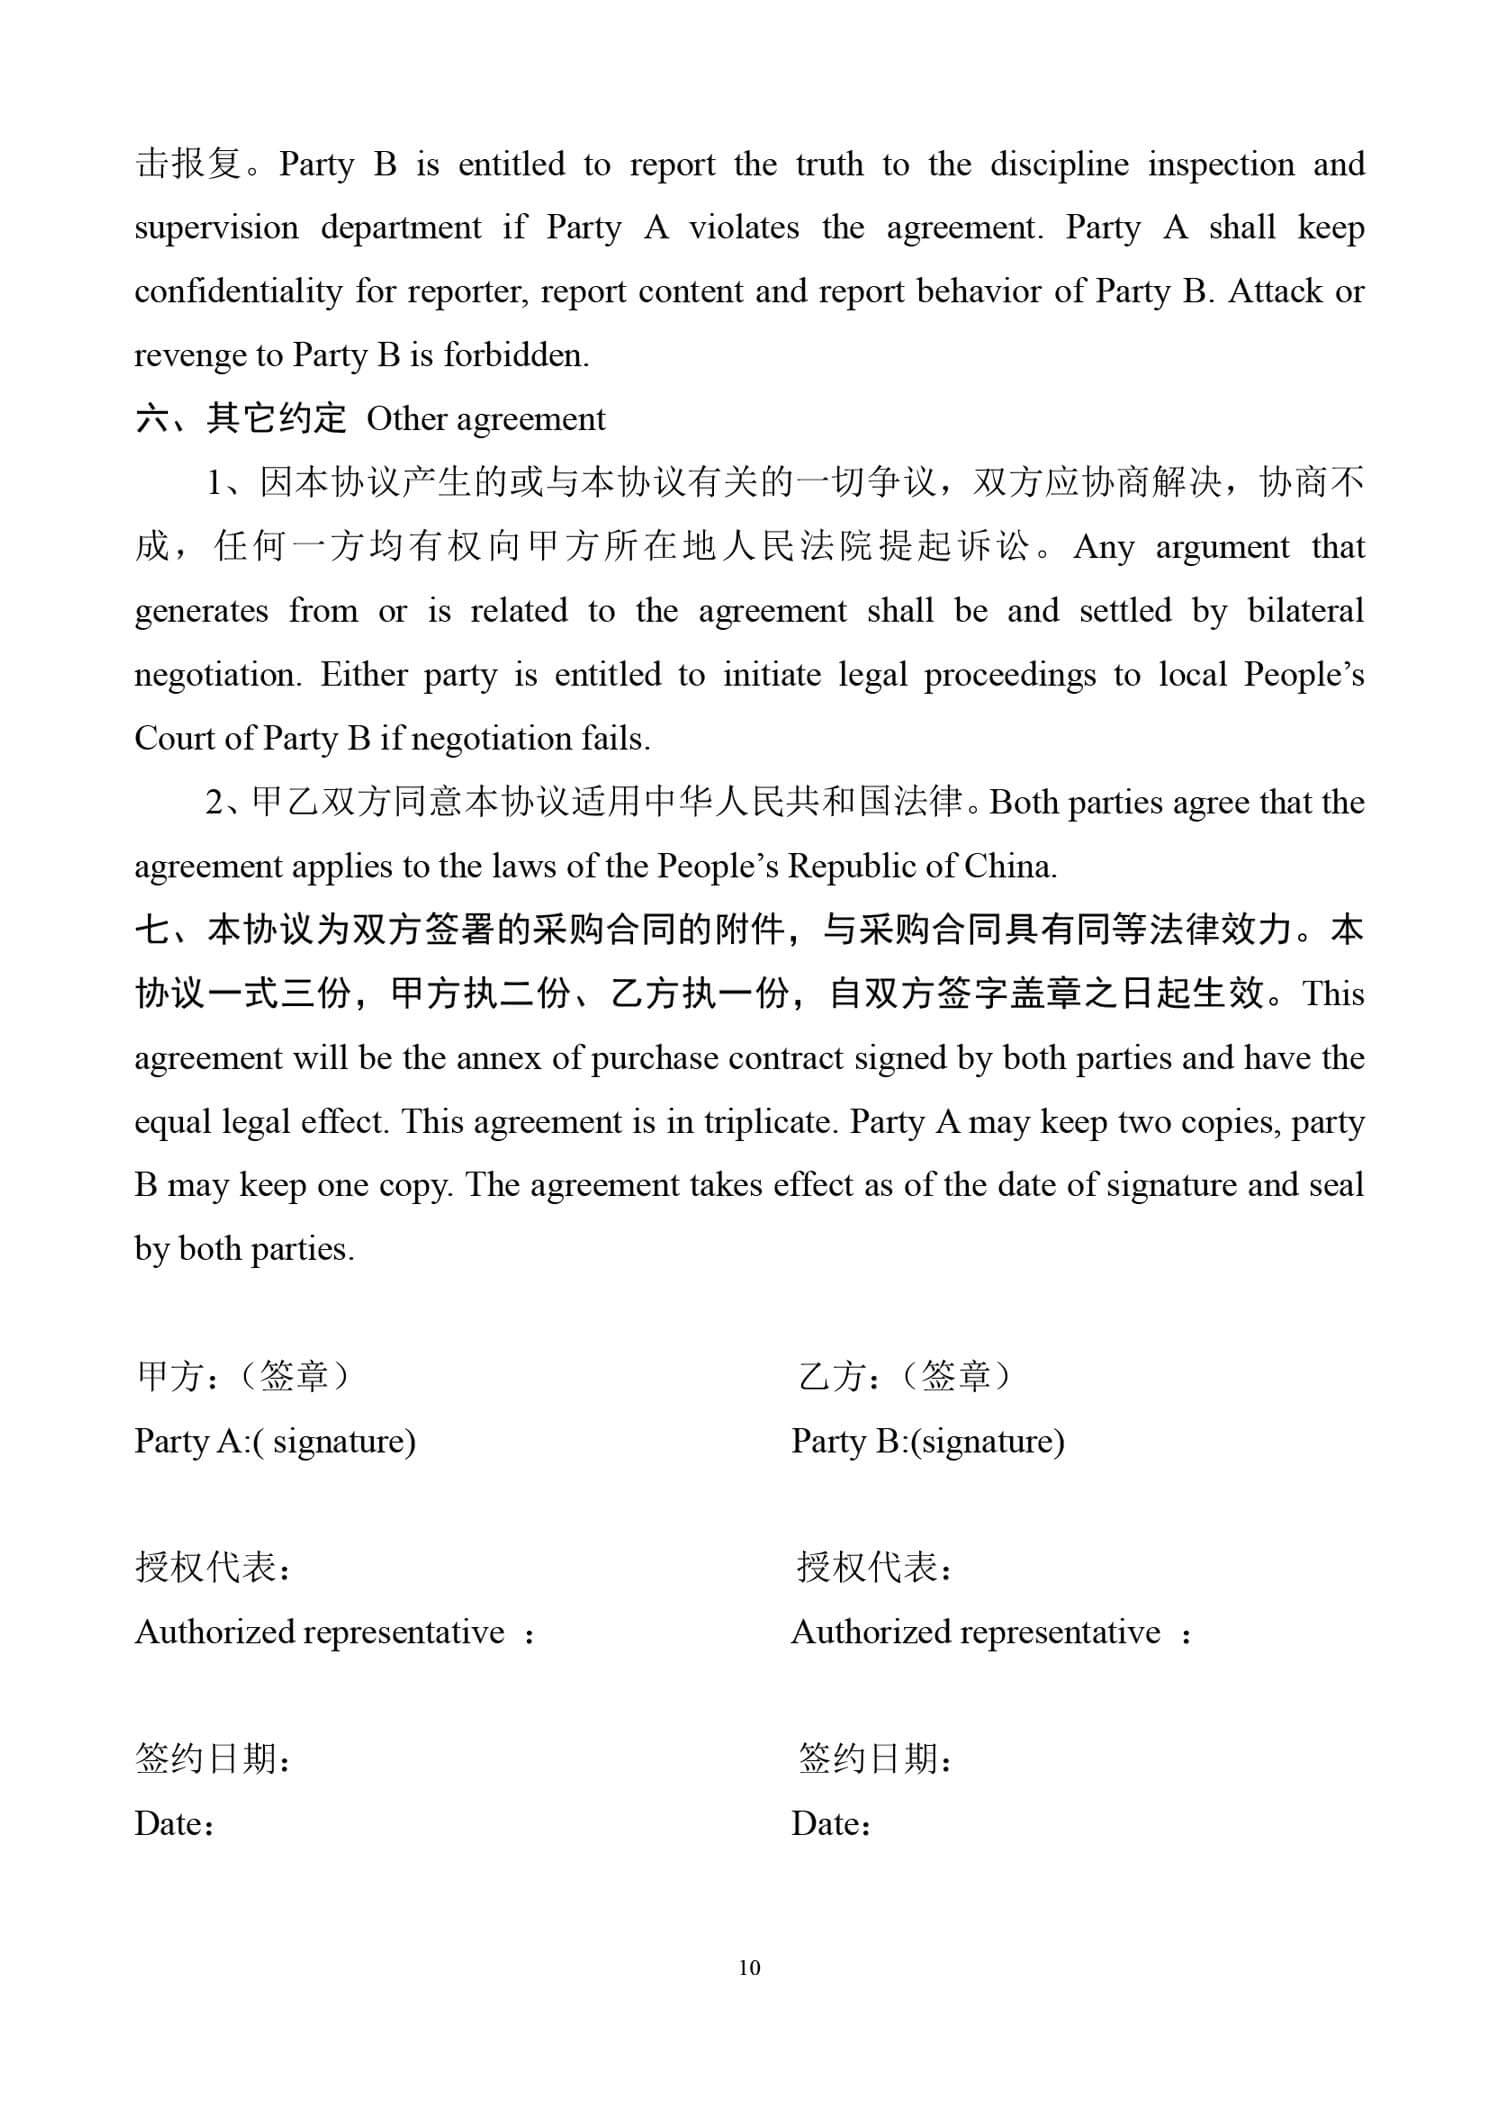 击报复。Party B is entitled to report the truth to the discipline inspection and
supervision department if Party A violates the agreement. Party A shall keep
confidentiality for reporter, report content and report behavior of Party B. Attack or
revenge to Party B is forbidden.
六、其它约定 Other agreement
1、因本协议产生的或与本协议有关的一切争议，双方应协商解决，协商不
成，任何一方均有权向甲方所在地人民法院提起诉讼。Any argument that
generates from or is related to the agreement shall be and settled by bilateral
negotiation. Either party is entitled to initiate legal proceedings to local People’s
Court of Party B if negotiation fails.
2、甲乙双方同意本协议适用中华人民共和国法律。Both parties agree that the
agreement applies to the laws of the People’s Republic of China.
七、本协议为双方签署的采购合同的附件，与采购合同具有同等法律效力。本
协议一式三份，甲方执二份、乙方执一份，自双方签字盖章之日起生效。This
agreement will be the annex of purchase contract signed by both parties and have the
equal legal effect. This agreement is in triplicate. Party A may keep two copies, party
B may keep one copy. The agreement takes effect as of the date of signature and seal
by both parties.
甲方：（签章） 乙方：（签章）
Party A:( signature) Party B:(signature)
授权代表： 授权代表：
Authorized representative ： Authorized representative ：
签约日期： 签约日期：
Date： Date：
10